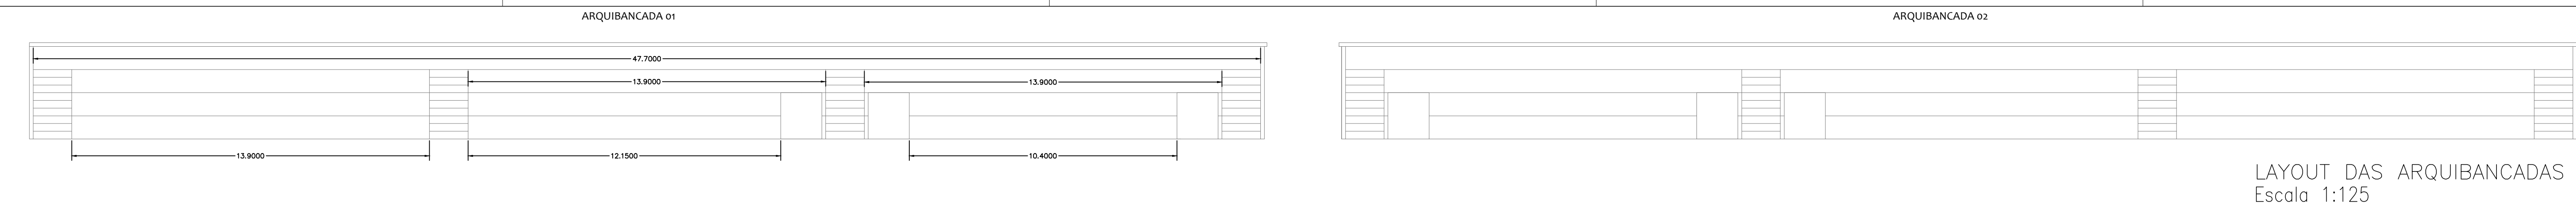 ARQUIBANCADA 01
ARQUIBANCADA 02
47.7000
13.9000
13.9000
13.9000
12.1500
10.4000
LAYOUT DAS ARQUIBANCADAS
Escala 1:125